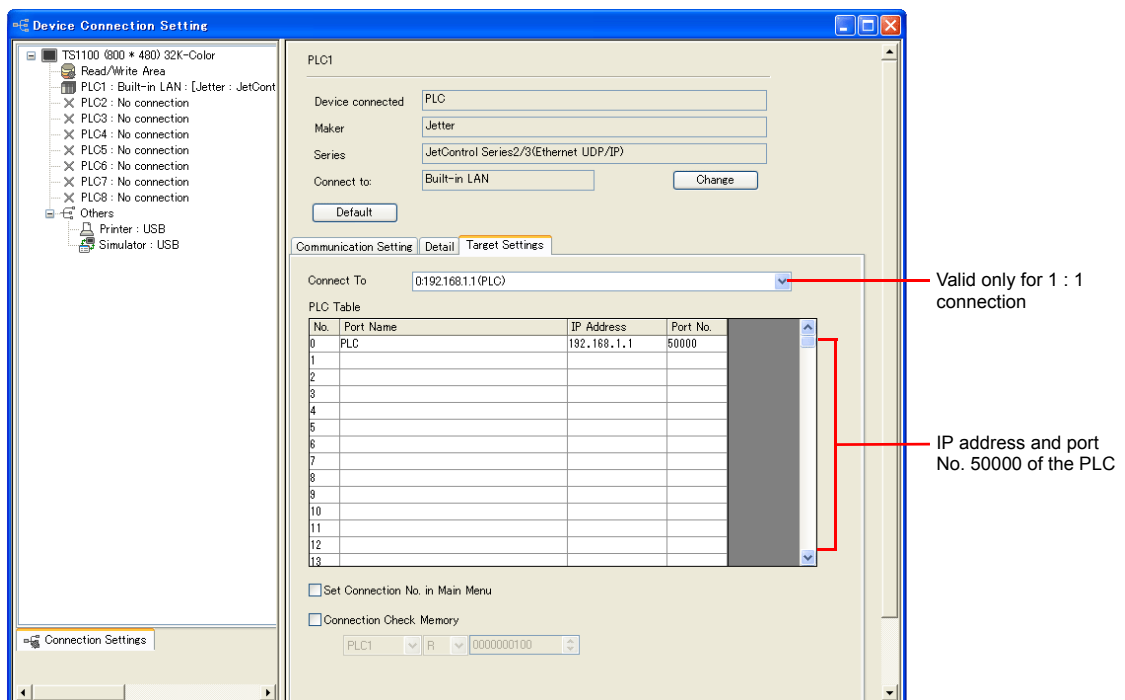 Device Connection Setting
TS1100 (800 * 480) 32K-Color
Read/Write Area
PLC1 : Built-in LAN : [Jetter : JetCont
PLC2 : No connection
PLC3 : No connection
PLC4 : No connection
PLC5 : No connection
PLC6 : No connection
PLC7 : No connection
PLC8 : No connection
Others
Printer : USB
Simulator : USB
Connection Settings
PLC1
Device connected PLC
Maker Jetter
Series JetControl Series2/3(Ethernet UDP/IP)
Connect to: Built-in LAN Change
Default
Communication Setting Detail Target Settings
Connect To 0:192.168.1.1(PLC)
PLC Table
No. Port Name IP Address Port No.
0 PLC 192.168.1.1 50000
1
2
3
4
5
6
7
8
9
10
11
12
13
Set Connection No. in Main Menu
Connection Check Memory
PLC1 R 0000000100
Valid only for 1 : 1
connection
IP address and port
No. 50000 of the PLC